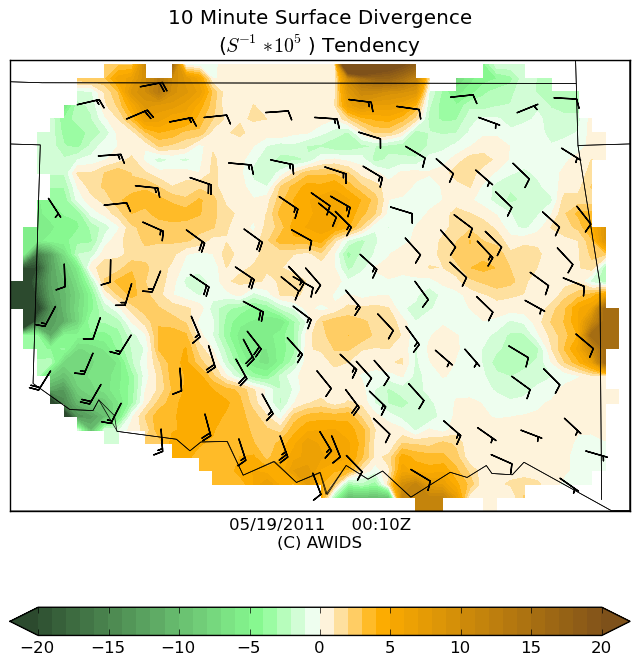 10 Minute Surface Divergence
(S⁻¹ *10⁵ ) Tendency
05/19/2011 00:10Z
(C) AWIDS
−20 −15 −10 −5 0 5 10 15 20